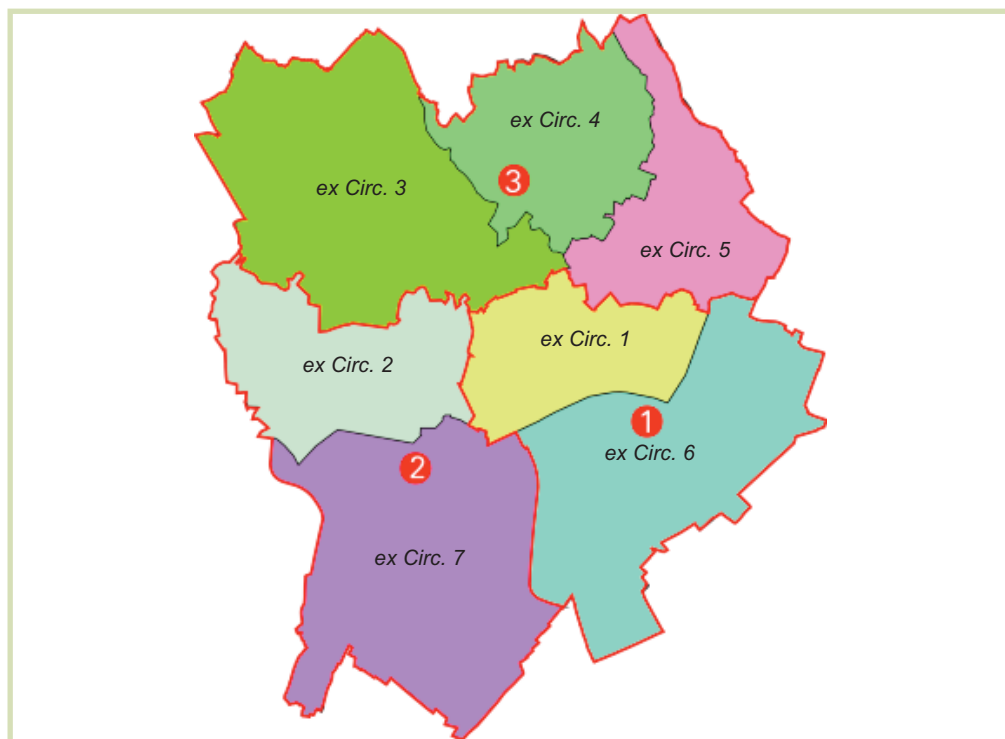 ex Circ. 4
3
ex Circ. 3
ex Circ. 5
ex Circ. 1
ex Circ. 2
1
ex Circ. 6
2
ex Circ. 7